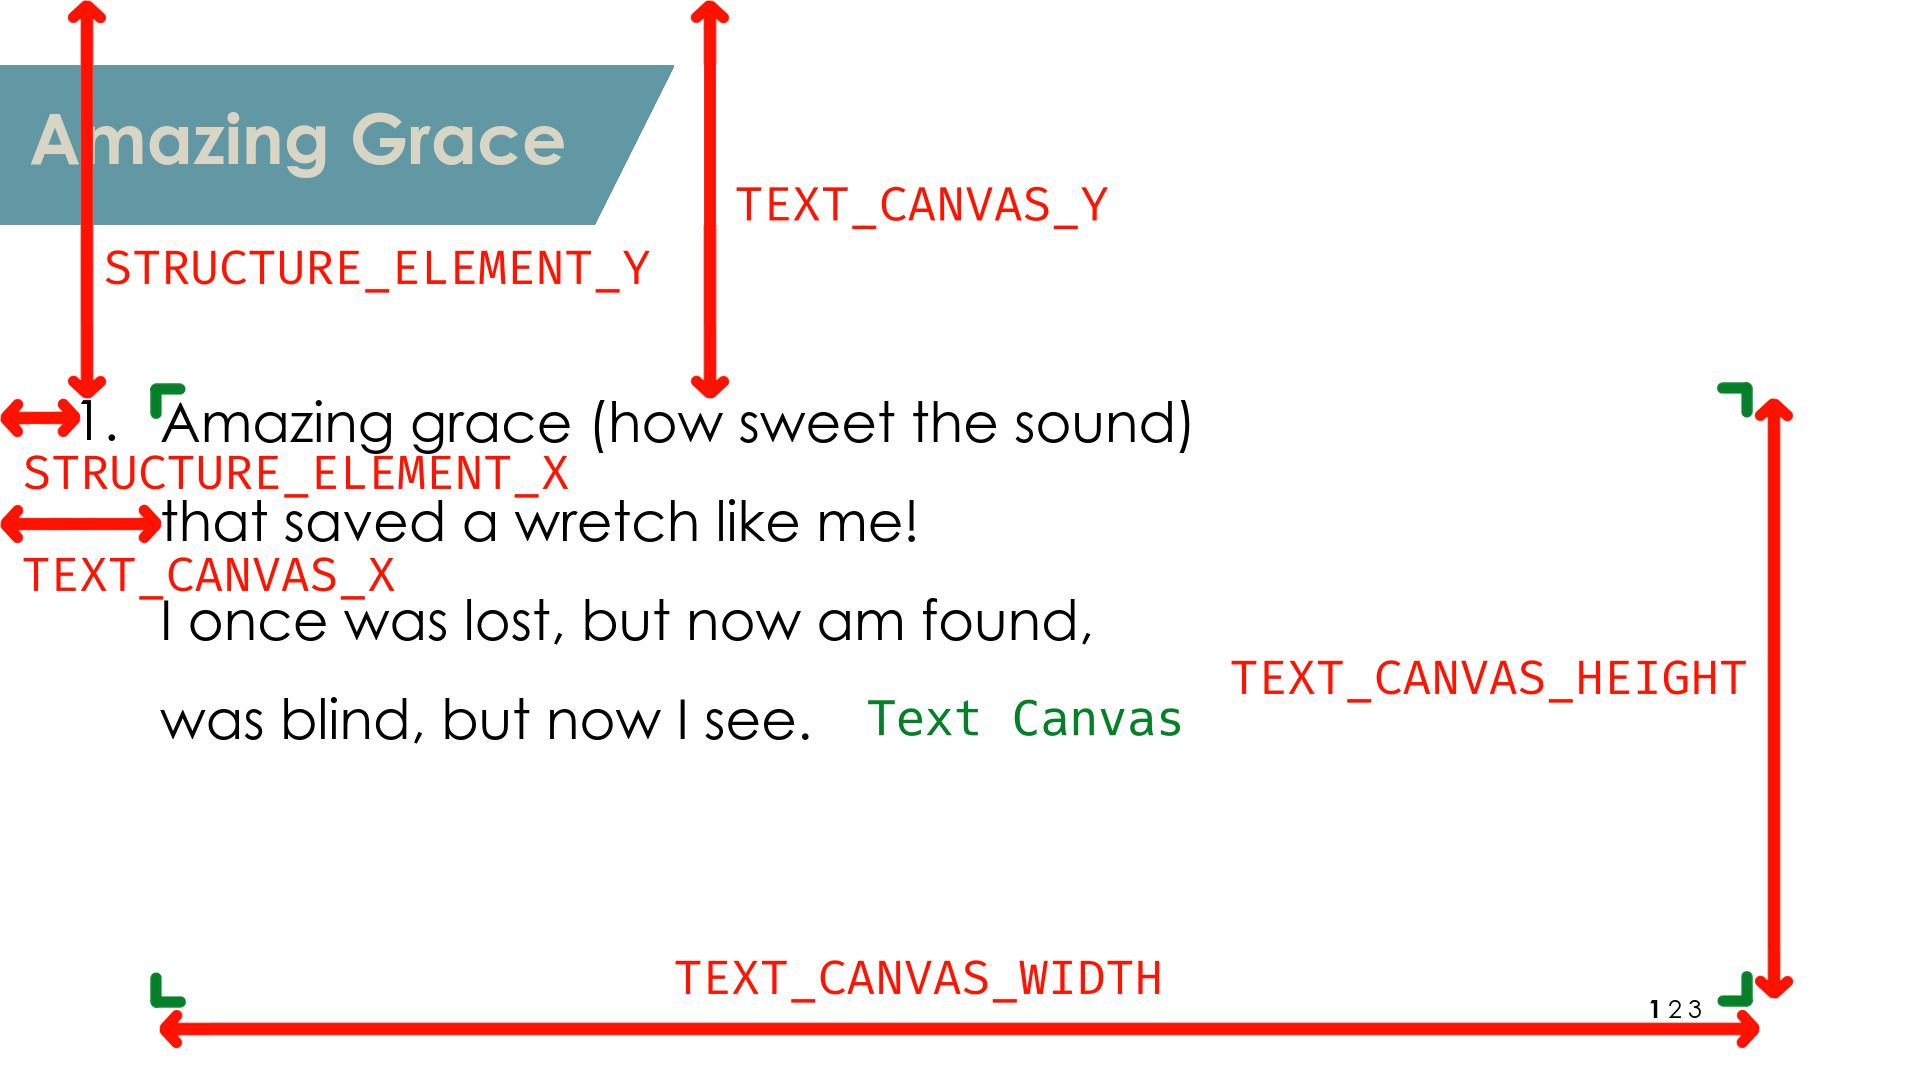 Amazing Grace
TEXT_CANVAS_Y
STRUCTURE_ELEMENT_Y
1. Amazing grace (how sweet the sound)
STRUCTURE_ELEMENT_X
that saved a wretch like me!
TEXT_CANVAS_X
I once was lost, but now am found,
TEXT_CANVAS_HEIGHT
was blind, but now I see.
Text Canvas
TEXT_CANVAS_WIDTH
1 2 3